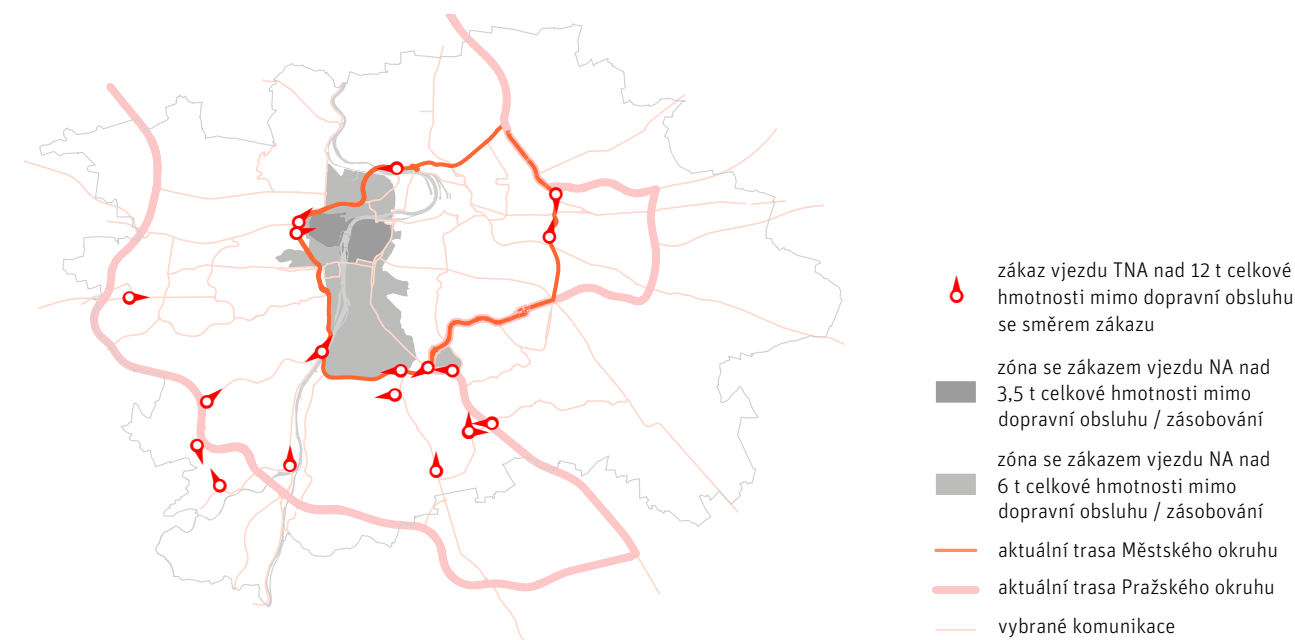 zákaz vjezdu TNA nad 12 t celkové
hmotnosti mimo dopravní obsluhu
se směrem zákazu
zóna se zákazem vjezdu NA nad
3,5 t celkové hmotnosti mimo
dopravní obsluhu / zásobování
zóna se zákazem vjezdu NA nad
6 t celkové hmotnosti mimo
dopravní obsluhu / zásobování
aktuální trasa Městského okruhu
aktuální trasa Pražského okruhu
vybrané komunikace